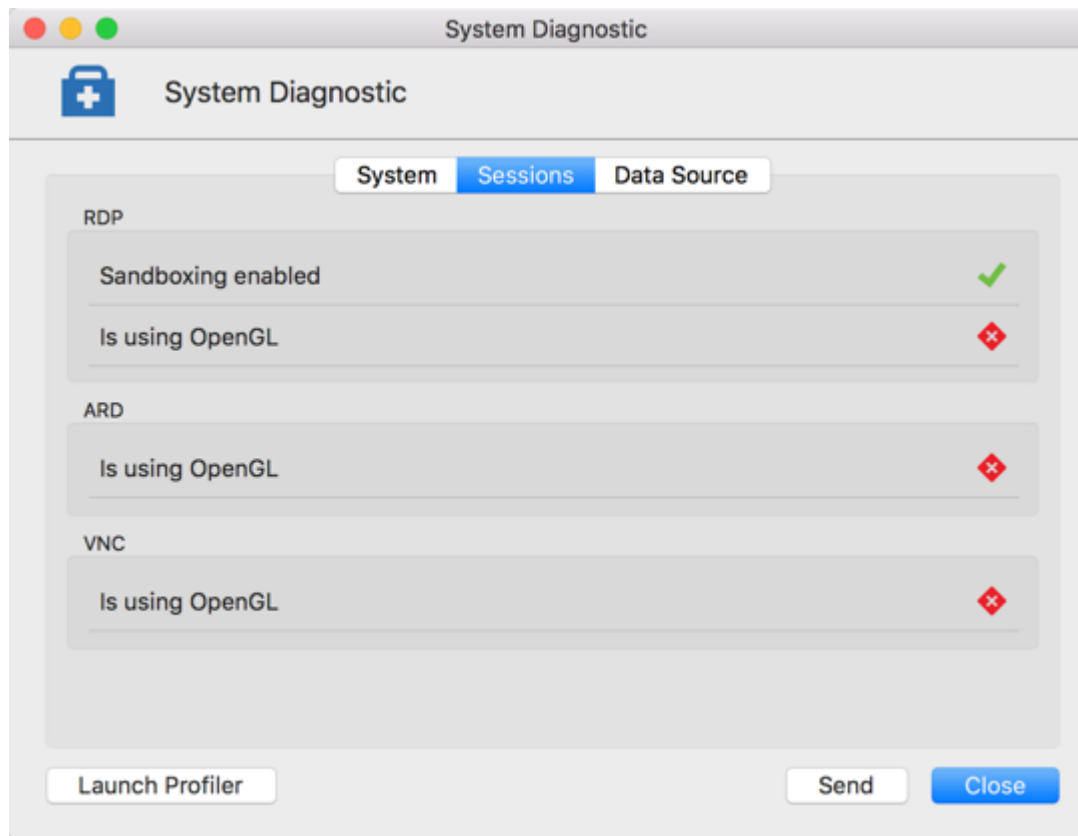 System Diagnostic
System Diagnostic
System Sessions Data Source
RDP
Sandboxing enabled
Is using OpenGL
ARD
Is using OpenGL
VNC
Is using OpenGL
Launch Profiler Send Close